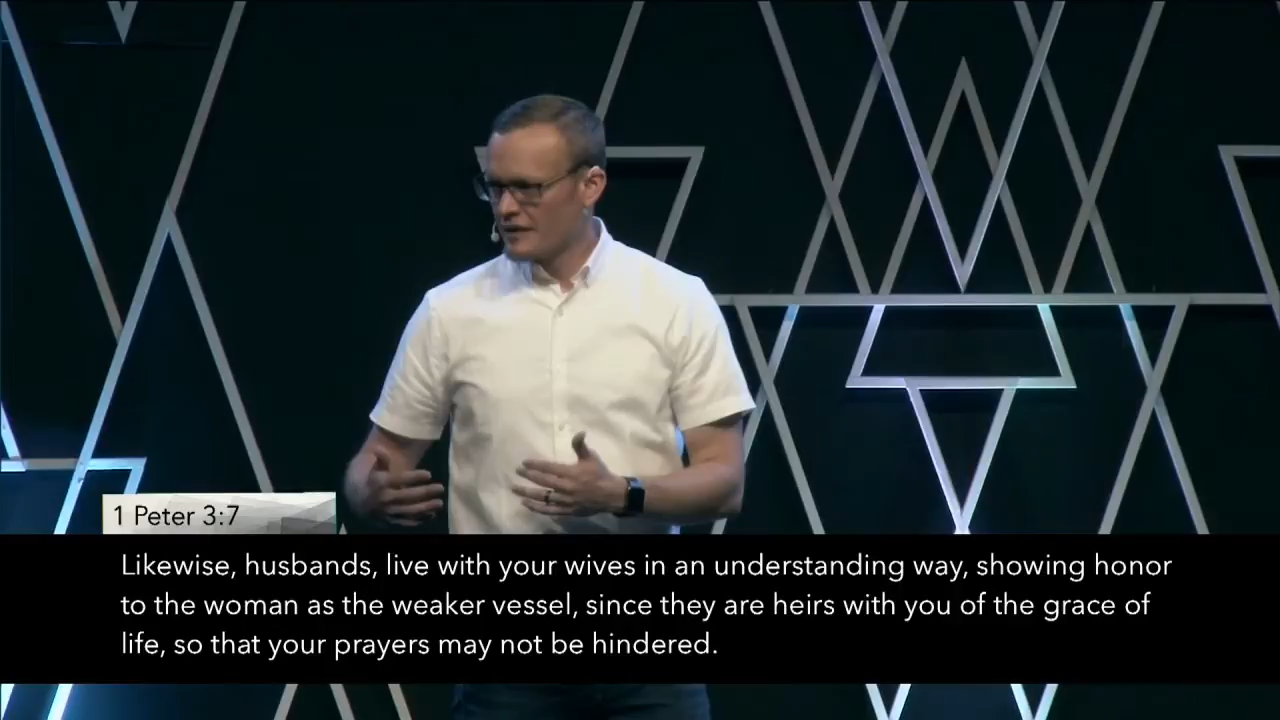 1 Peter 3:7
Likewise, husbands, live with your wives in an understanding way, showing honor
to the woman as the weaker vessel, since they are heirs with you of the grace of
life, so that your prayers may not be hindered.